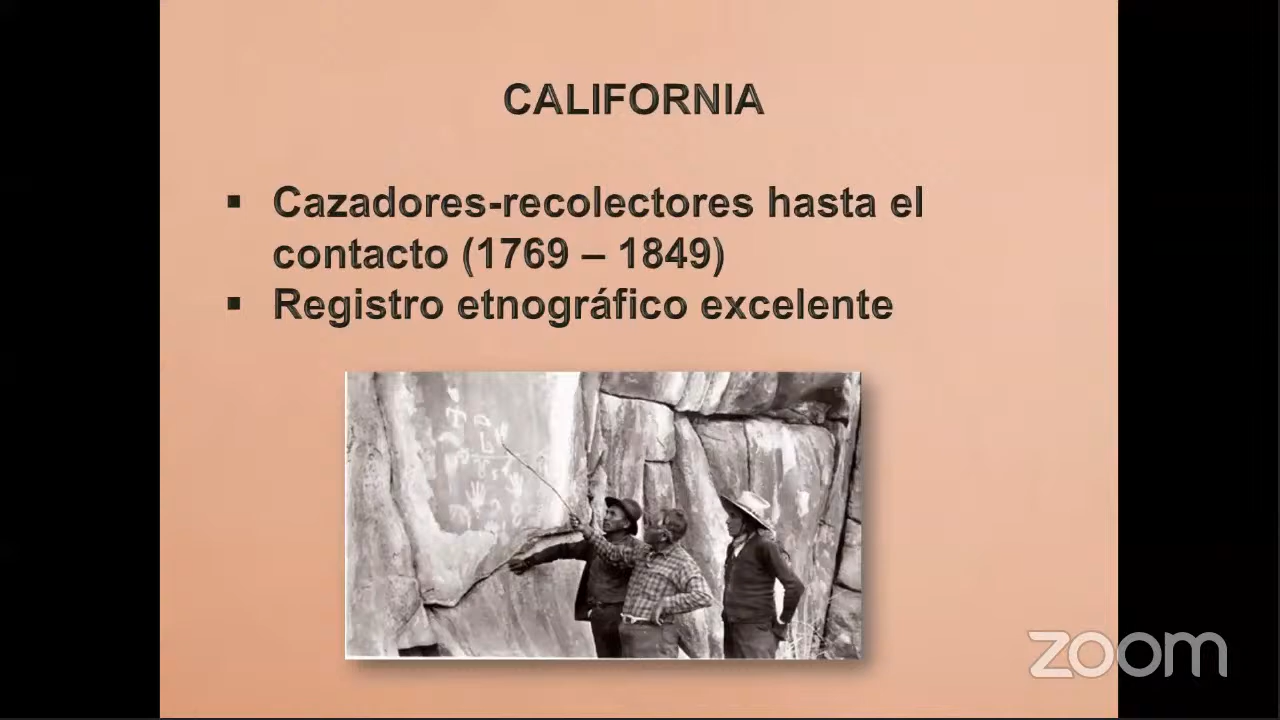 CALIFORNIA
▪ Cazadores-recolectores hasta el
contacto (1769 – 1849)
▪ Registro etnográfico excelente
zoom